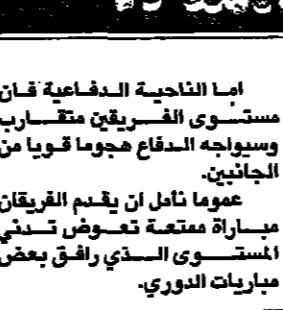 اما الناحية الدفاعية فان
مستوى الفريقين متقارب
وسيواجه الدفاع هجوما قويا من
الجانبين.
عموما نأمل ان يقدم الفريقان
مباراة ممتعة تعوض تدني
المستوى الذي رافق بعض
مباريات الدوري.